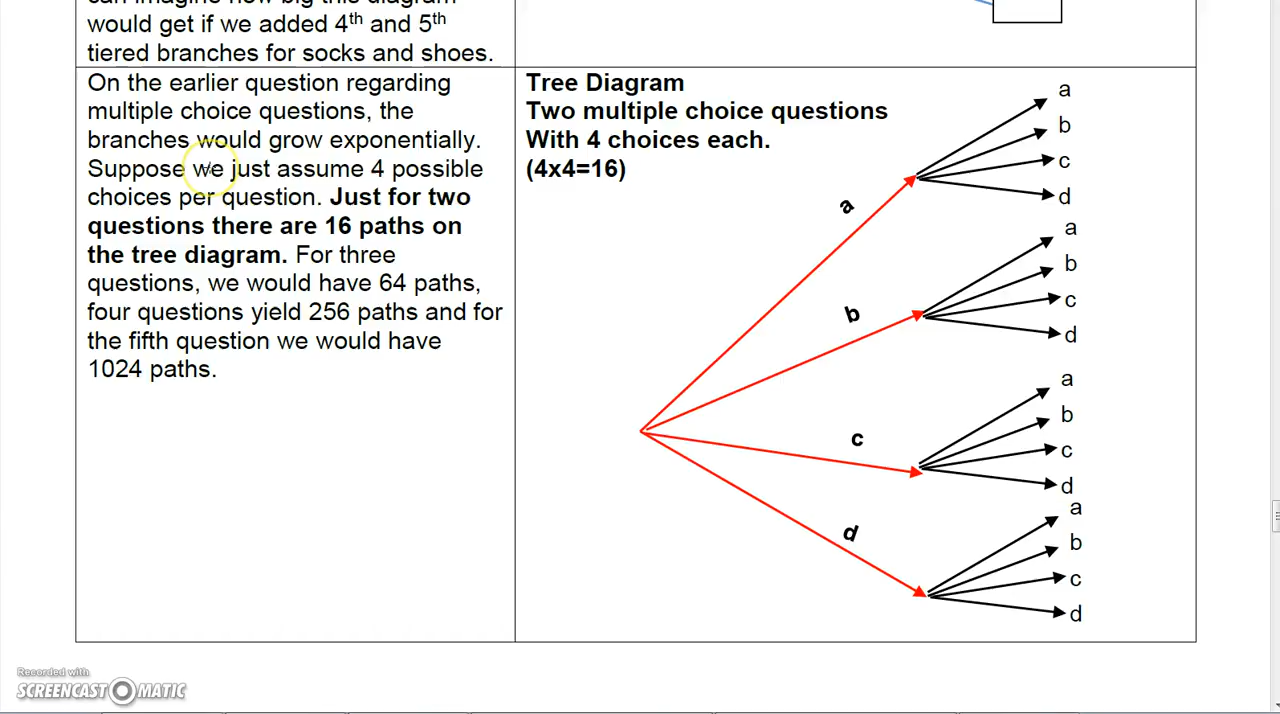 would get if we added 4th and 5th
tiered branches for socks and shoes.
On the earlier question regarding
multiple choice questions, the
branches would grow exponentially.
Suppose we just assume 4 possible
choices per question. Just for two
questions there are 16 paths on
the tree diagram. For three
questions, we would have 64 paths,
four questions yield 256 paths and for
the fifth question we would have
1024 paths.
Tree Diagram
Two multiple choice questions
With 4 choices each.
(4x4=16)
a
a
b
c
d
b
a
b
c
d
c
a
b
c
d
d
a
b
c
d
Recorded with
SCREENCAST MATIC